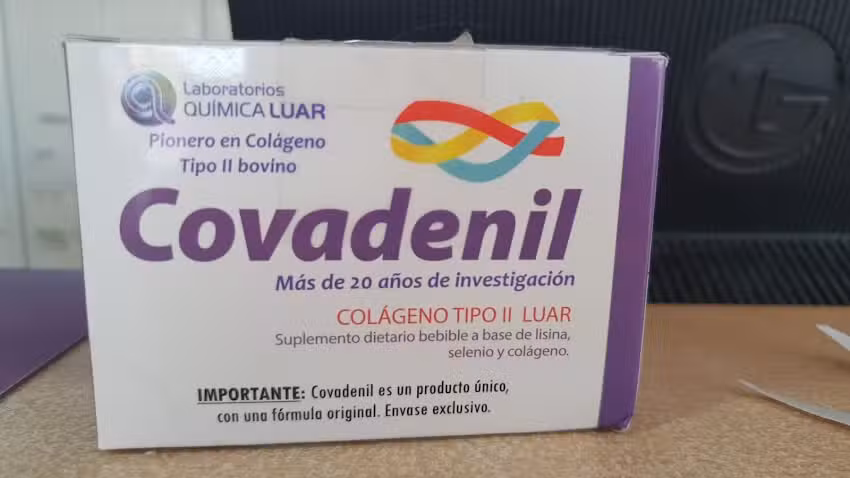 Laboratorios
QUÍMICA LUAR
Pionero en Colágeno
Tipo II bovino
Covadenil
Más de 20 años de investigación
COLÁGENO TIPO II LUAR
Suplemento dietario bebible a base de lisina,
selenio y colágeno.
IMPORTANTE: Covadenil es un producto único,
con una fórmula original. Envase exclusivo.
LG